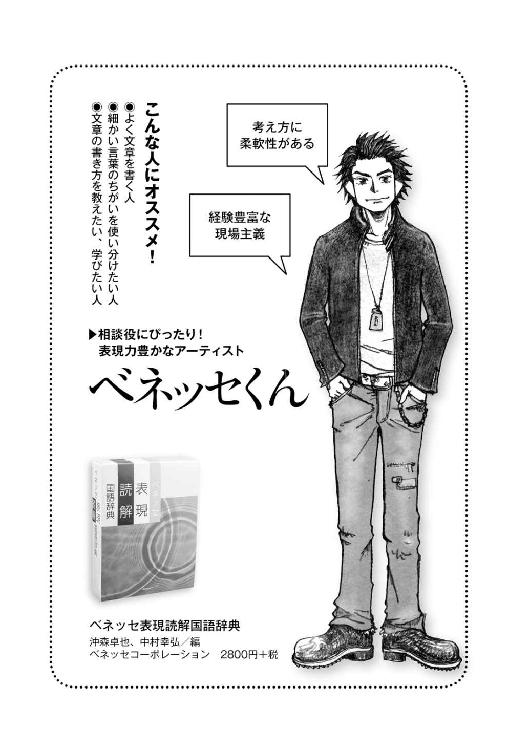 こんな人にオススメ！
●よく文章を書く人
●細かい言葉のちがいを使い分けたい人
●文章の書き方を教えたい、学びたい人
考え方に
柔軟性がある
経験豊富な
現場主義
▶相談役にぴったり！
表現力豊かなアーティスト
ベネッセくん
表現
読解
国語辞典
ベネッセ表現読解国語辞典
沖森卓也、中村幸弘／編
ベネッセコーポレーション　2800円＋税